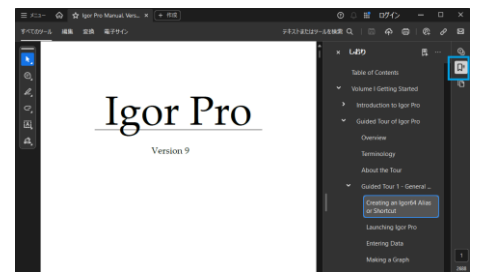 メニュー
Igor Pro Manual, Vers...
+ 作成
ログイン
すべてのツール 編集 変換 電子サイン
テキストまたはツールを検索
しおり
Table of Contents
Volume I Getting Started
Introduction to Igor Pro
Guided Tour of Igor Pro
Overview
Terminology
About the Tour
Guided Tour 1 - General ...
Creating an Igor64 Alias
or Shortcut
Launching Igor Pro
Entering Data
Making a Graph
Igor Pro
Version 9
1